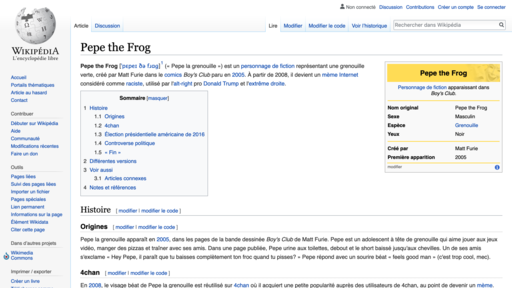 Non connecté Discussion Contributions Créer un compte Se connecter
Article Discussion Lire Modifier Modifier le code Voir l'historique Rechercher dans Wikipédia
WIKIPÉDIA
L'encyclopédie libre
Accueil
Portails thématiques
Article au hasard
Contact
Contribuer
Débuter sur Wikipédia
Aide
Communauté
Modifications récentes
Faire un don
Outils
Pages liées
Suivi des pages liées
Importer un fichier
Pages spéciales
Lien permanent
Informations sur la page
Élément Wikidata
Citer cette page
Dans d'autres projets
Wikimedia Commons
Imprimer / exporter
Créer un livre
Pepe the Frog
Pepe the Frog (« Pepe la grenouille ») est un personnage de fiction représentant une grenouille
verte, créé par Matt Furie dans le comics Boy's Club paru en 2005. À partir de 2008, il devient un mème Internet
considéré comme raciste, utilisé par l'alt-right pro Donald Trump et l'extrême droite.
Sommaire [masquer]
1 Histoire
1.1 Origines
1.2 4chan
1.3 Élection présidentielle américaine de 2016
1.4 Controverse politique
1.5 « Fin »
2 Différentes versions
3 Voir aussi
3.1 Articles connexes
4 Notes et références
Pepe the Frog
Personnage de fiction apparaissant dans
Boy's Club.
Nom original Pepe the Frog
Sexe Masculin
Espèce Grenouille
Yeux Noir
Créé par Matt Furie
Première apparition 2005
modifier
Histoire [ modifier | modifier le code ]
Origines [ modifier | modifier le code ]
Pepe la grenouille apparaît en 2005, dans les pages de la bande dessinée Boy's Club de Matt Furie. Pepe est un adolescent à tête de grenouille qui aime jouer aux jeux
vidéo, manger des pizzas et traîner avec ses amis. Dans une page publiée, Pepe urine aux toilettes, debout et le short baissé jusqu'aux chevilles. Un de ses amis
s'exclame « Hey Pepe, il paraît que tu baisses complètement ton froc quand tu pisses? » Pepe répond avec un sourire béat « feels good man » (c'est trop cool, mec).
4chan [ modifier | modifier le code ]
En 2008, le visage béat de Pepe la grenouille est réutilisé sur 4chan où il acquiert une petite popularité auprès des utilisateurs de 4chan, au point de devenir un mème.